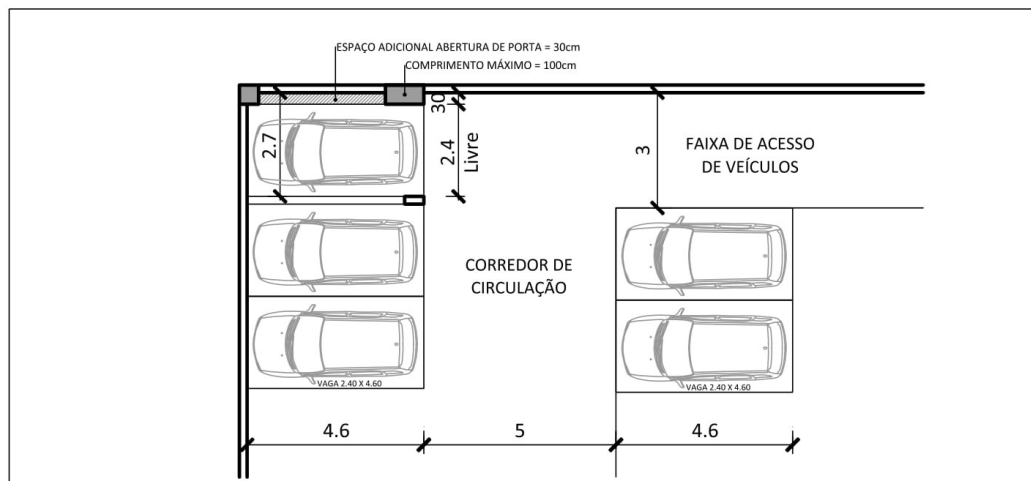 ESPAÇO ADICIONAL ABERTURA DE PORTA = 30cm
COMPRIMENTO MÁXIMO = 100cm
30
2.7
2.4
Livre
3
FAIXA DE ACESSO
DE VEÍCULOS
CORREDOR DE
CIRCULAÇÃO
VAGA 2.40 X 4.60
VAGA 2.40 X 4.60
4.6
5
4.6